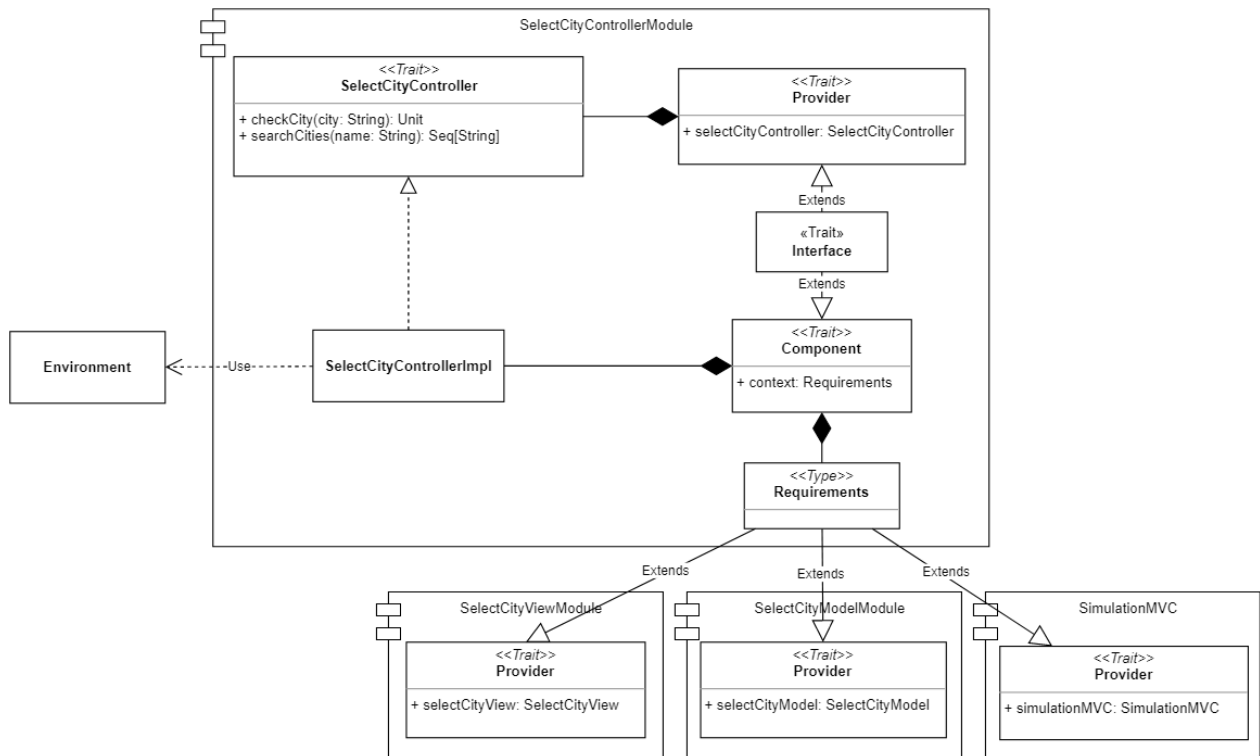 SelectCityControllerModule
<<Trait>>
SelectCityController
+ checkCity(city: String): Unit
+ searchCities(name: String): Seq[String]
<<Trait>>
Provider
+ selectCityController: SelectCityController
Extends
«Trait»
Interface
Extends
Environment
Use
SelectCityControllerImpl
<<Trait>>
Component
+ context: Requirements
<<Type>>
Requirements
Extends
Extends
Extends
SelectCityViewModule
<<Trait>>
Provider
+ selectCityView: SelectCityView
SelectCityModelModule
<<Trait>>
Provider
+ selectCityModel: SelectCityModel
SimulationMVC
<<Trait>>
Provider
+ simulationMVC: SimulationMVC